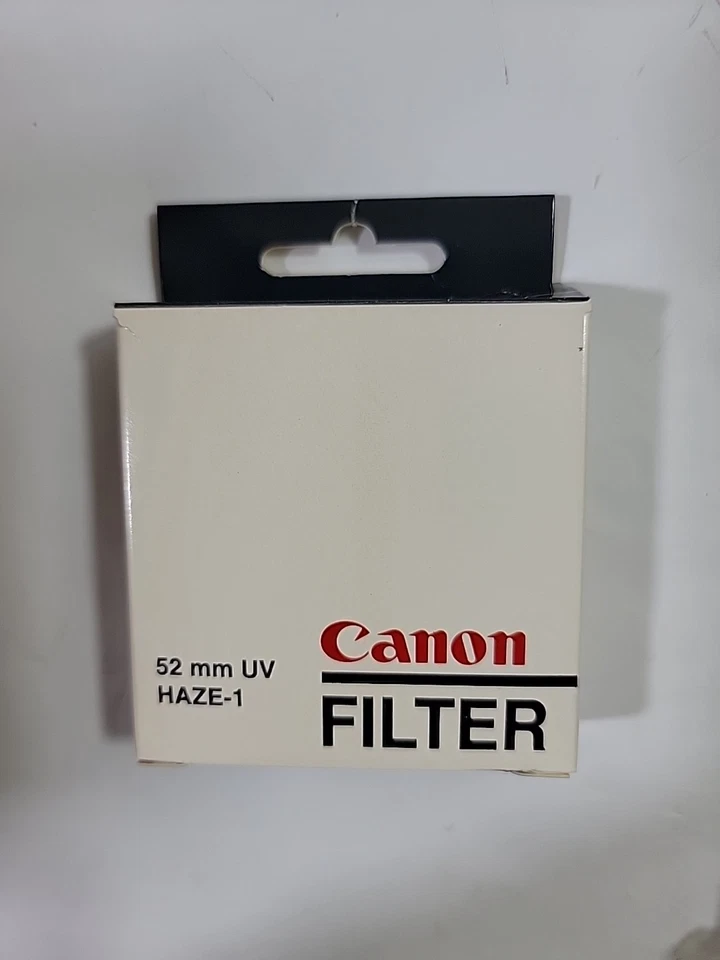 52 mm UV
HAZE-1
Canon
FILTER